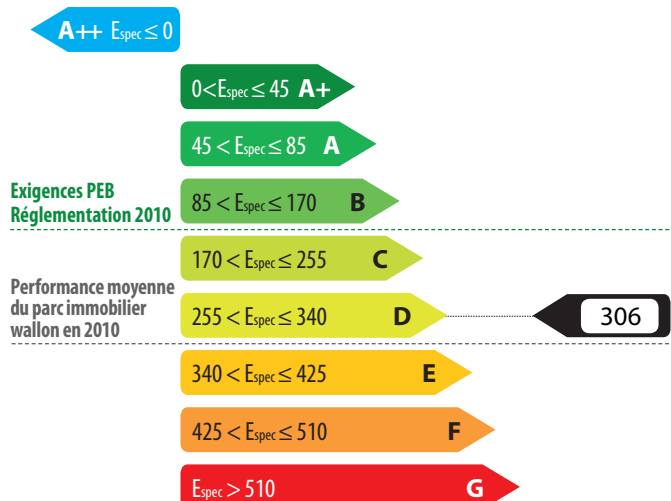 A++ Espec ≤ 0
0 < Espec ≤ 45 A+
45 < Espec ≤ 85 A
Exigences PEB
Réglementation 2010
85 < Espec ≤ 170 B
170 < Espec ≤ 255 C
Performance moyenne
du parc immobilier
wallon en 2010
255 < Espec ≤ 340 D
306
340 < Espec ≤ 425 E
425 < Espec ≤ 510 F
Espec > 510 G